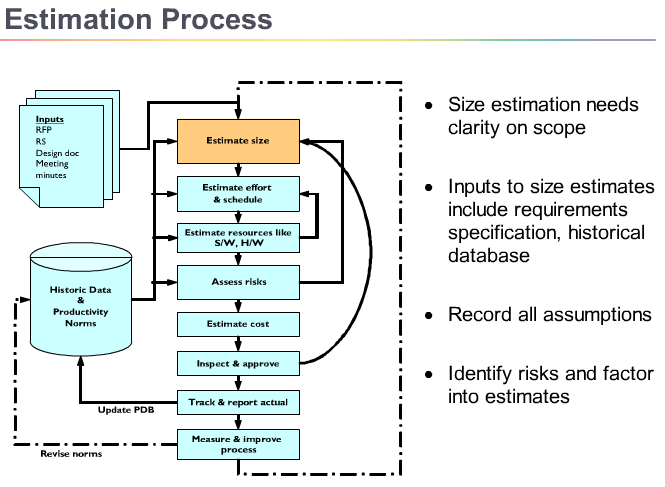 Estimation Process
Inputs
RFP
RS
Design doc
Meeting
minutes
Estimate size
Estimate effort
& schedule
Estimate resources like
S/W, H/W
Assess risks
Estimate cost
Inspect & approve
Track & report actual
Measure & improve
process
Historic Data
&
Productivity
Norms
Update PDB
Revise norms
• Size estimation needs
clarity on scope
• Inputs to size estimates
include requirements
specification, historical
database
• Record all assumptions
• Identify risks and factor
into estimates